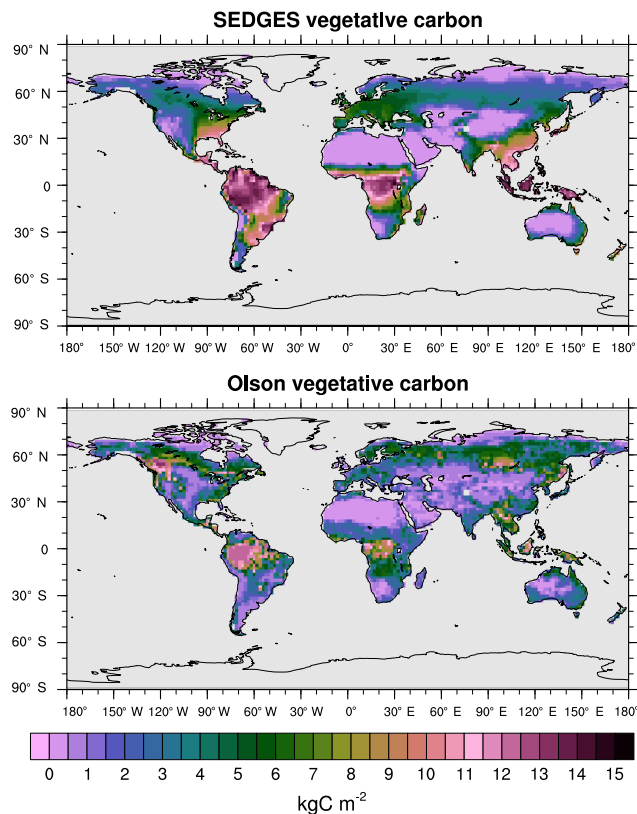 SEDGES vegetative carbon
90° N
60° N
30° N
0
30° S
60° S
90° S
180° 150° W 120° W 90° W 60° W 30° W 0° 30° E 60° E 90° E 120° E 150° E 180° E
Olson vegetative carbon
90° N
60° N
30° N
0
30° S
60° S
90° S
180° 150° W 120° W 90° W 60° W 30° W 0° 30° E 60° E 90° E 120° E 150° E 180° E
0 1 2 3 4 5 6 7 8 9 10 11 12 13 14 15
kgC m⁻²